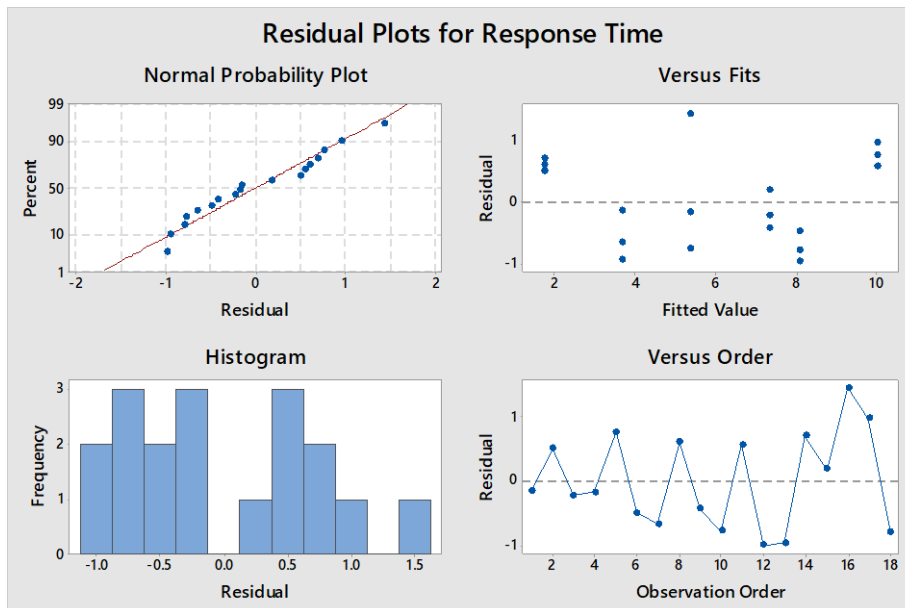 Residual Plots for Response Time
Normal Probability Plot
99
90
50
10
1
Percent
-2 -1 0 1 2
Residual
Versus Fits
1
0
-1
Residual
2 4 6 8 10
Fitted Value
Histogram
3
2
1
0
Frequency
-1.0 -0.5 0.0 0.5 1.0 1.5
Residual
Versus Order
1
0
-1
Residual
2 4 6 8 10 12 14 16 18
Observation Order